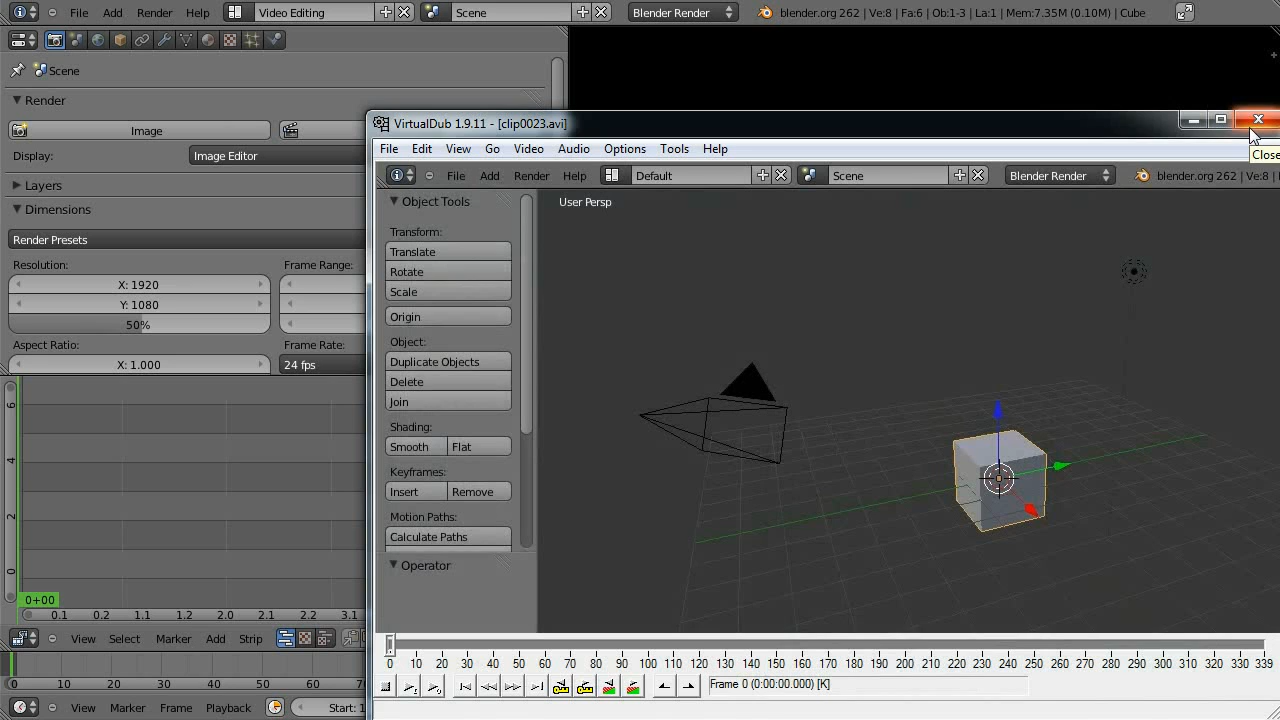 File Add Render Help Video Editing Scene Blender Render blender.org 262 | Ve:8 | Fa:6 | Ob:1-3 | La:1 | Mem:7.35M (0.10M) | Cube
Scene
Render
Image
Display: Image Editor
Layers
Dimensions
Render Presets
Resolution: Frame Range:
X: 1920
Y: 1080
50%
Aspect Ratio: Frame Rate:
X: 1.000 24 fps
6
4
2
0
0+00
0.1 0.2 1.1 1.2 2.0 2.1 2.2 3.1
View Select Marker Add Strip
0 10 20 30 40 50 60
View Marker Frame Playback Start: 1
VirtualDub 1.9.11 - [clip0023.avi]
Close
File Edit View Go Video Audio Options Tools Help
File Add Render Help Default Scene Blender Render blender.org 262 | Ve:8 |
Object Tools
User Persp
Transform:
Translate
Rotate
Scale
Origin
Object:
Duplicate Objects
Delete
Join
Shading:
Smooth Flat
Keyframes:
Insert Remove
Motion Paths:
Calculate Paths
Operator
0 10 20 30 40 50 60 70 80 90 100 110 120 130 140 150 160 170 180 190 200 210 220 230 240 250 260 270 280 290 300 310 320 330 339
Frame 0 (0:00:00.000) [K]